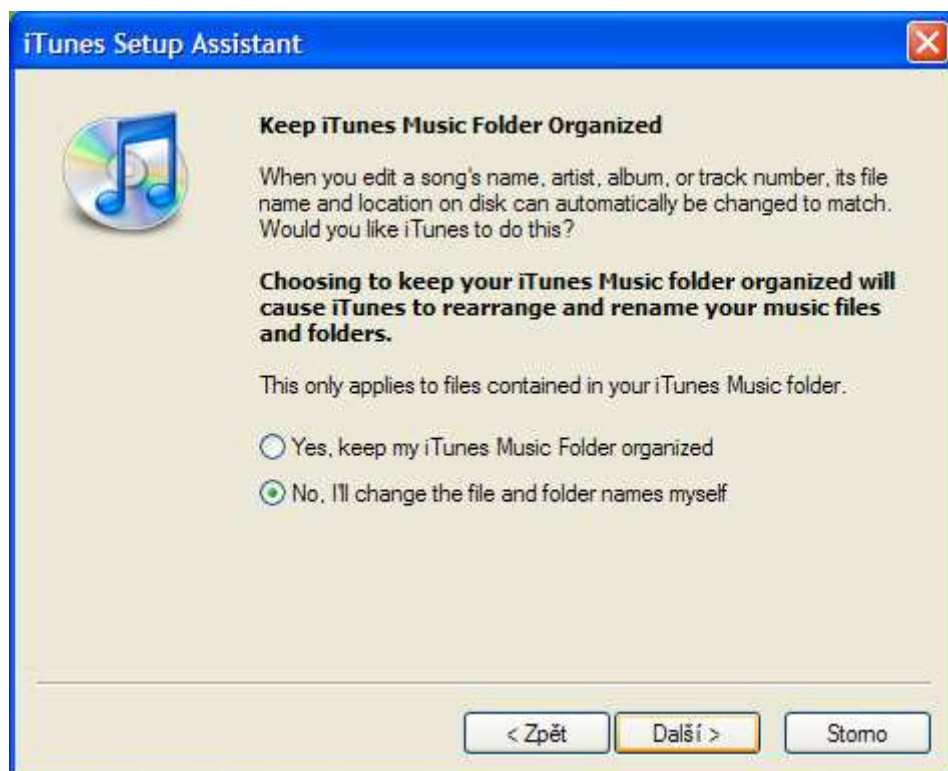 iTunes Setup Assistant
Keep iTunes Music Folder Organized
When you edit a song's name, artist, album, or track number, its file
name and location on disk can automatically be changed to match.
Would you like iTunes to do this?
Choosing to keep your iTunes Music folder organized will
cause iTunes to rearrange and rename your music files
and folders.
This only applies to files contained in your iTunes Music folder.
Yes, keep my iTunes Music Folder organized
No, I'll change the file and folder names myself
< Zpět
Další >
Storno